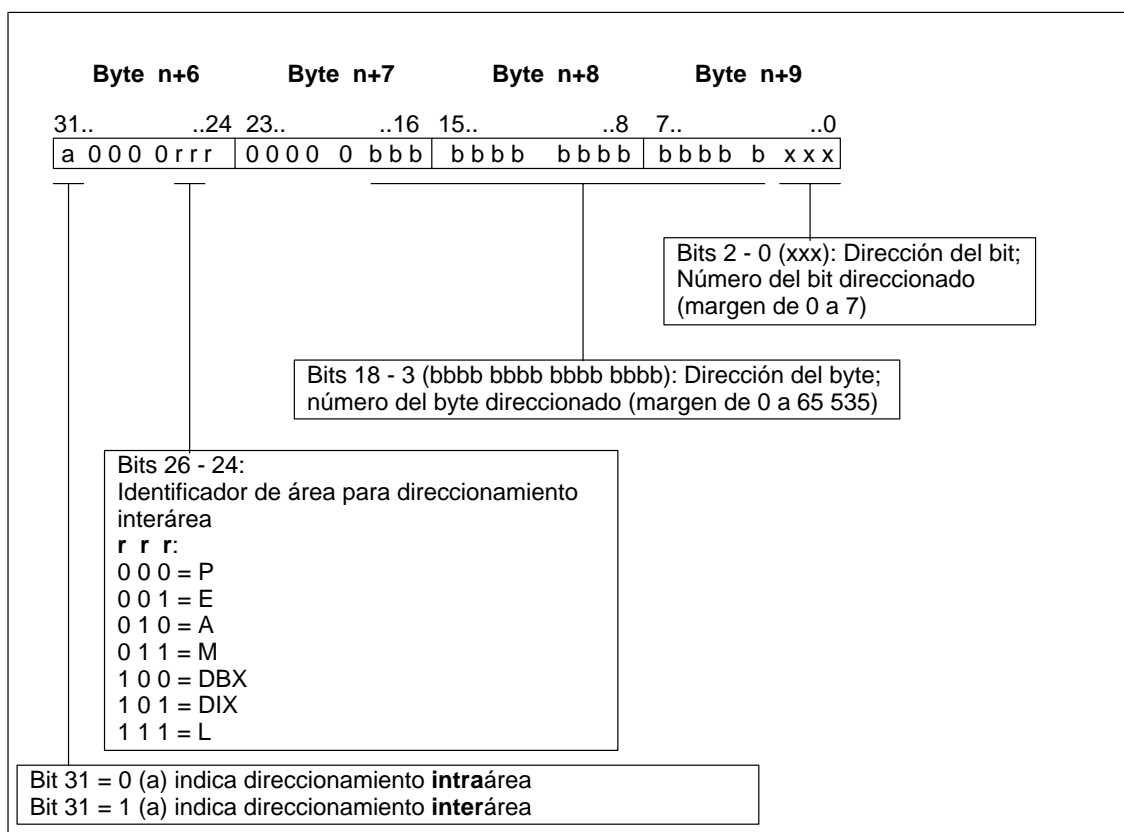 Byte n+6 Byte n+7 Byte n+8 Byte n+9
31.. ..24 23.. ..16 15.. ..8 7.. ..0
a 0 0 0 0 r r r 0 0 0 0 0 b b b b b b b b b b b b b b b b x x x
Bits 2 - 0 (xxx): Dirección del bit;
Número del bit direccionado
(margen de 0 a 7)
Bits 18 - 3 (bbbb bbbb bbbb bbbb): Dirección del byte;
número del byte direccionado (margen de 0 a 65 535)
Bits 26 - 24:
Identificador de área para direccionamiento
interárea
r r r:
0 0 0 = P
0 0 1 = E
0 1 0 = A
0 1 1 = M
1 0 0 = DBX
1 0 1 = DIX
1 1 1 = L
Bit 31 = 0 (a) indica direccionamiento intraárea
Bit 31 = 1 (a) indica direccionamiento interárea